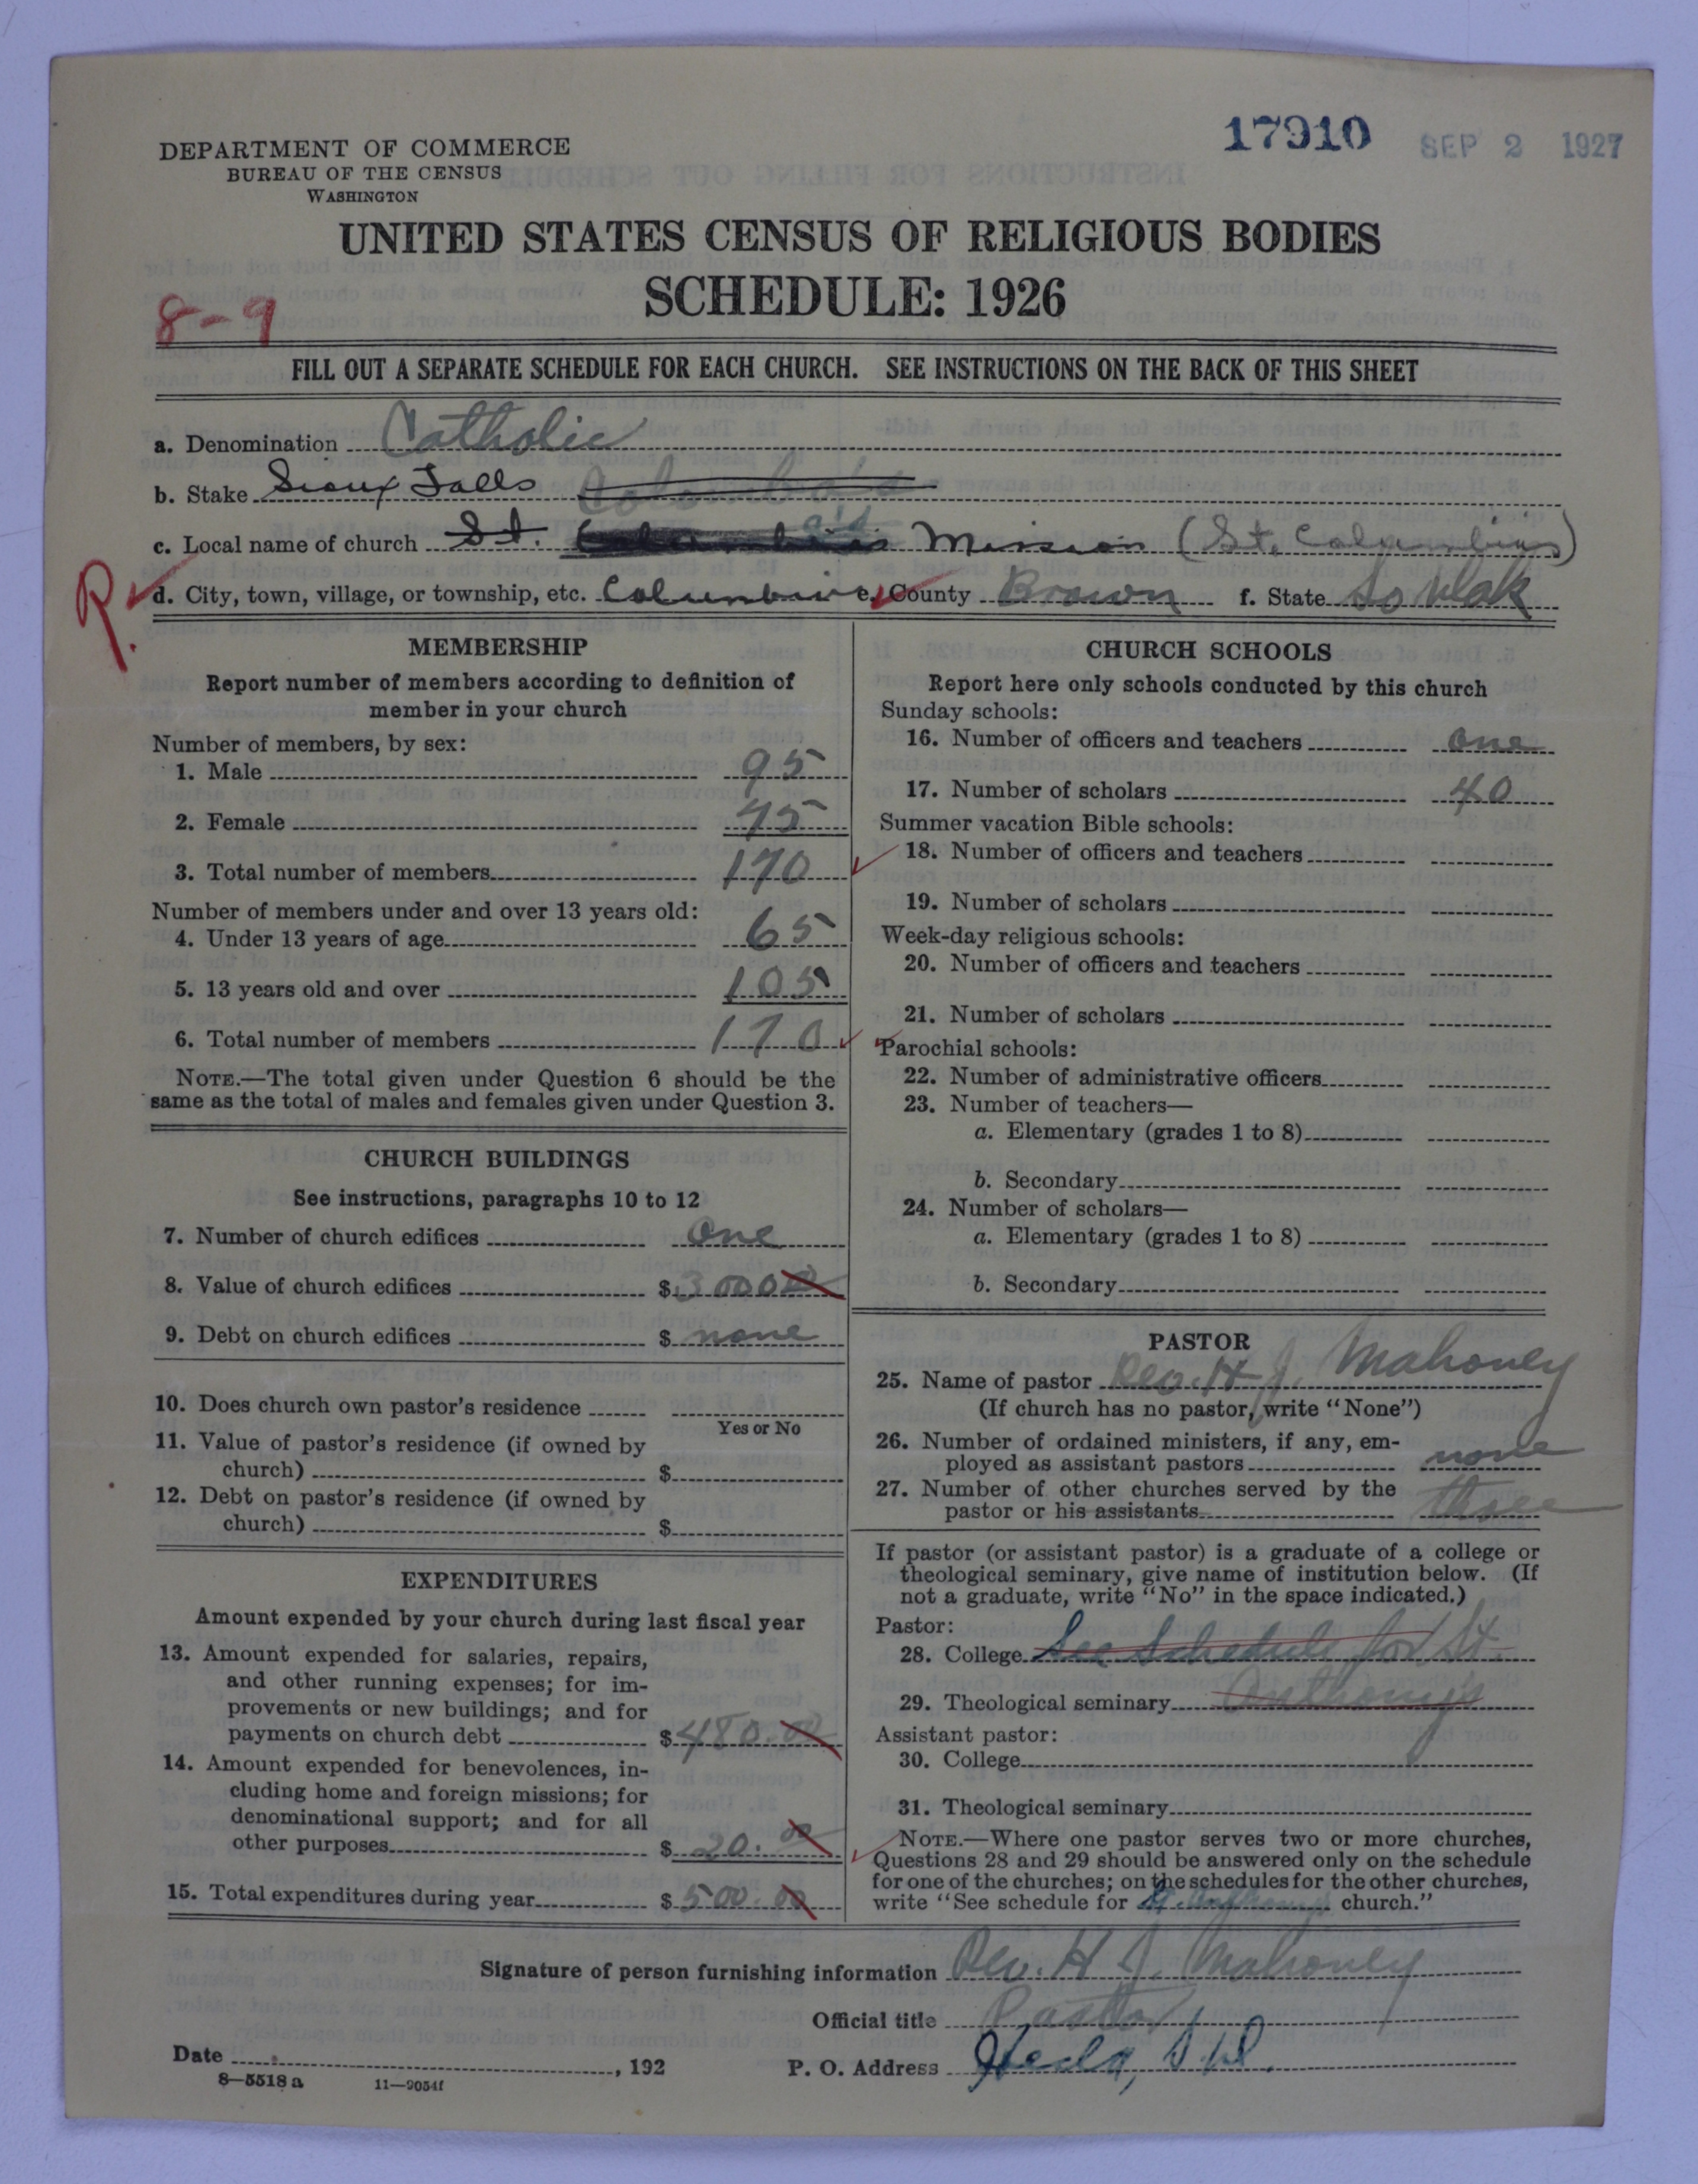 17910 SEP 2 1927
DEPARTMENT OF COMMERCE
BUREAU OF THE CENSUS
WASHINGTON
UNITED STATES CENSUS OF RELIGIOUS BODIES
SCHEDULE: 1926
8-9
FILL OUT A SEPARATE SCHEDULE FOR EACH CHURCH. SEE INSTRUCTIONS ON THE BACK OF THIS SHEET
a. Denomination Catholic
b. Stake Sioux Falls
c. Local name of church St. Mission (St. Columbia's)
R
d. City, town, village, or township, etc. Columbia e. County Brown f. State So Dak
MEMBERSHIP
Report number of members according to definition of
member in your church
Number of members, by sex:
1. Male 95
2. Female 75
3. Total number of members 170
Number of members under and over 13 years old:
4. Under 13 years of age 65
5. 13 years old and over 105
6. Total number of members 170
NOTE.—The total given under Question 6 should be the
same as the total of males and females given under Question 3.
CHURCH BUILDINGS
See instructions, paragraphs 10 to 12
7. Number of church edifices One
8. Value of church edifices $ 3000 00
9. Debt on church edifices $ none
10. Does church own pastor's residence
Yes or No
11. Value of pastor's residence (if owned by
church) $
12. Debt on pastor's residence (if owned by
church) $
EXPENDITURES
Amount expended by your church during last fiscal year
13. Amount expended for salaries, repairs,
and other running expenses; for im-
provements or new buildings; and for
payments on church debt $ 480.00
14. Amount expended for benevolences, in-
cluding home and foreign missions; for
denominational support; and for all
other purposes $ 20.00
15. Total expenditures during year $ 500.00
CHURCH SCHOOLS
Report here only schools conducted by this church
Sunday schools:
16. Number of officers and teachers One
17. Number of scholars 40
Summer vacation Bible schools:
18. Number of officers and teachers
19. Number of scholars
Week-day religious schools:
20. Number of officers and teachers
21. Number of scholars
Parochial schools:
22. Number of administrative officers
23. Number of teachers—
a. Elementary (grades 1 to 8)
b. Secondary
24. Number of scholars—
a. Elementary (grades 1 to 8)
b. Secondary
PASTOR
25. Name of pastor Rev. H J. Mahoney
(If church has no pastor, write "None")
26. Number of ordained ministers, if any, em-
ployed as assistant pastors none
27. Number of other churches served by the
pastor or his assistants three
If pastor (or assistant pastor) is a graduate of a college or
theological seminary, give name of institution below. (If
not a graduate, write "No" in the space indicated.)
Pastor:
28. College See Schedule for St.
29. Theological seminary Anthony's
Assistant pastor:
30. College
31. Theological seminary
NOTE.—Where one pastor serves two or more churches,
Questions 28 and 29 should be answered only on the schedule
for one of the churches; on the schedules for the other churches,
write "See schedule for St. Anthony's church."
Signature of person furnishing information Rev. H J. Mahoney
Official title Pastor
Date , 192
P. O. Address Hecla, S.D.
8—5518 a 11—9054f